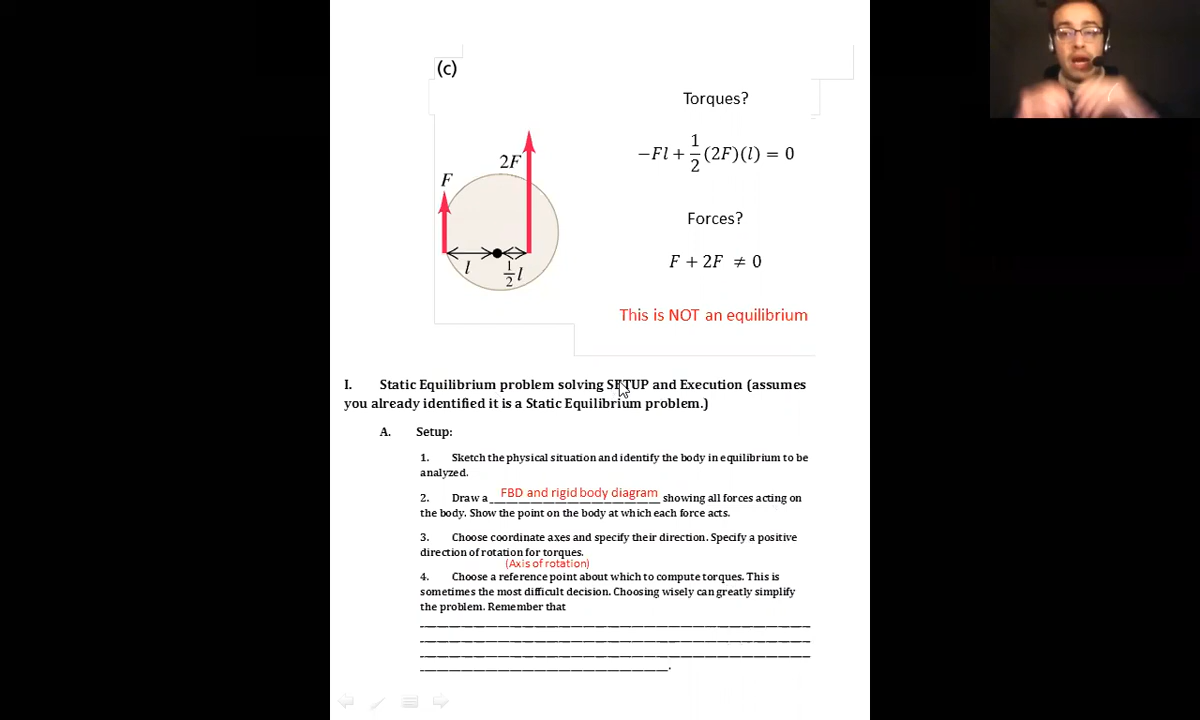 (c)
Torques?
−Fl + 1/2 (2F)(l) = 0
2F
F
Forces?
F + 2F ≠ 0
l
1/2 l
This is NOT an equilibrium
I. Static Equilibrium problem solving SETUP and Execution (assumes
you already identified it is a Static Equilibrium problem.)
A. Setup:
1. Sketch the physical situation and identify the body in equilibrium to be
analyzed.
2. Draw a FBD and rigid body diagram showing all forces acting on
the body. Show the point on the body at which each force acts.
3. Choose coordinate axes and specify their direction. Specify a positive
direction of rotation for torques.
(Axis of rotation)
4. Choose a reference point about which to compute torques. This is
sometimes the most difficult decision. Choosing wisely can greatly simplify
the problem. Remember that